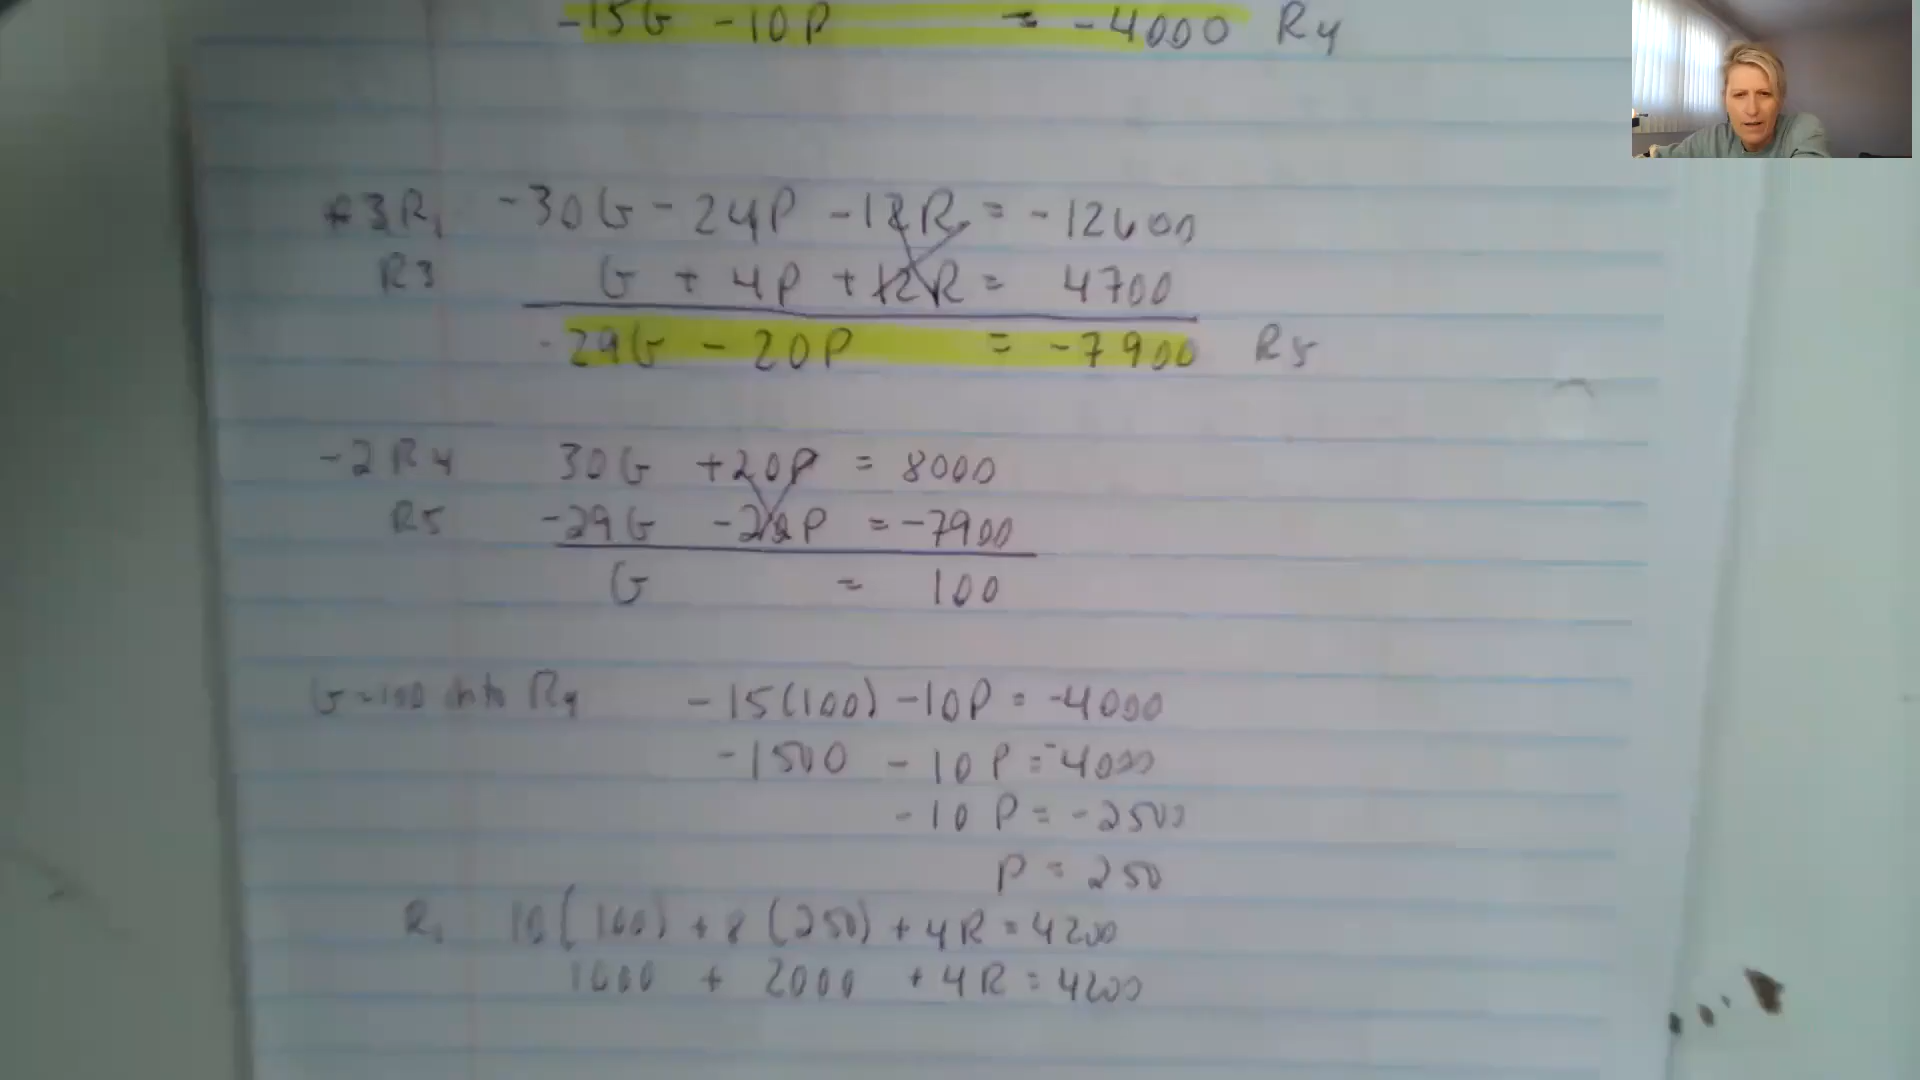 -15G -10P = -4000 R4
-3R1 -30G - 24P -12R = -12600
R3 G + 4P + 12R = 4700
-29G - 20P = -7900 R5
-2R4 30G +20P = 8000
R5 -29G -20P = -7900
G = 100
G=100 into R4 -15(100) -10P = -4000
-1500 - 10P = -4000
-10P = -2500
P = 250
R1 10(100) + 8(250) + 4R = 4200
1000 + 2000 + 4R = 4200